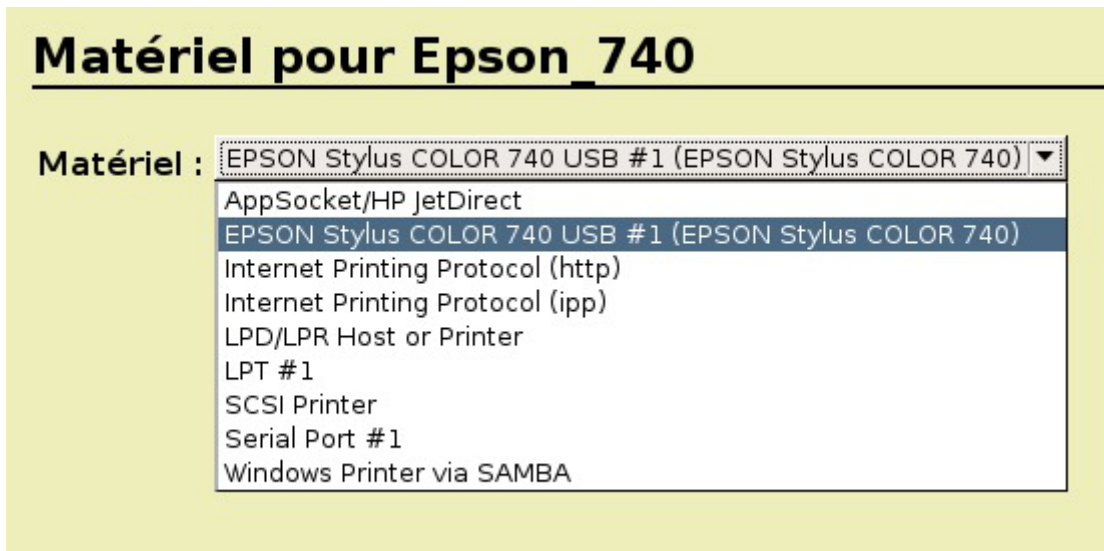 Matériel pour Epson_740
Matériel : EPSON Stylus COLOR 740 USB #1 (EPSON Stylus COLOR 740)
AppSocket/HP JetDirect
EPSON Stylus COLOR 740 USB #1 (EPSON Stylus COLOR 740)
Internet Printing Protocol (http)
Internet Printing Protocol (ipp)
LPD/LPR Host or Printer
LPT #1
SCSI Printer
Serial Port #1
Windows Printer via SAMBA